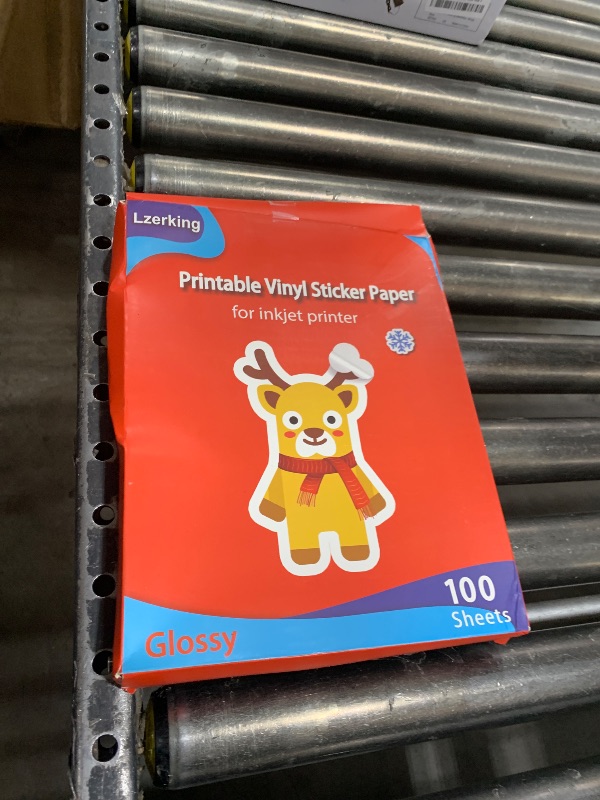 Lzerking
Printable Vinyl Sticker Paper
for inkjet printer
100
Sheets
Glossy